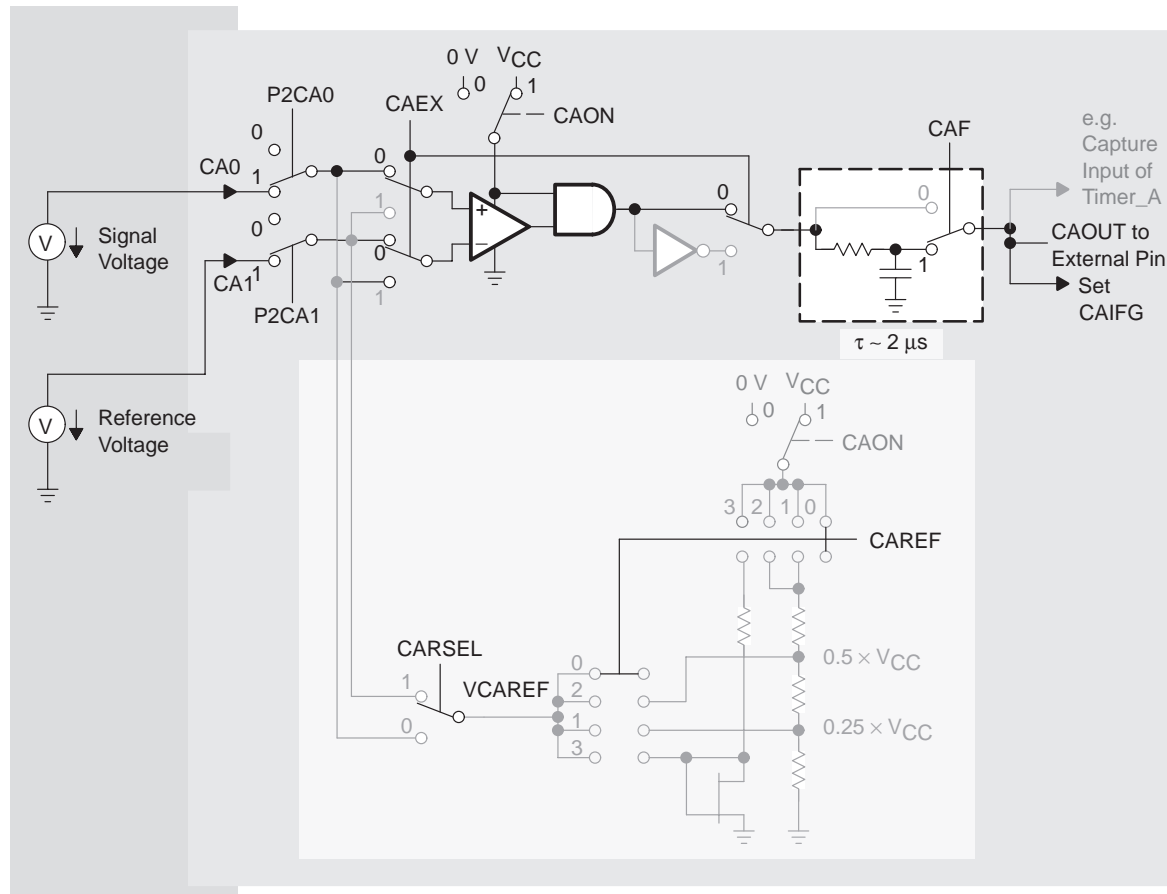 0 V VCC
0 1
P2CA0
CAEX
CAON
CAF
e.g.
Capture
Input of
Timer_A
0
CA0
1
0
1
0
0
0
V
Signal
Voltage
+
−
0
1
CA1
1
0
1
1
CAOUT to
External Pin
Set
CAIFG
P2CA1
τ ~ 2 μs
V
Reference
Voltage
0 V VCC
0 1
CAON
3 2 1 0
CAREF
CARSEL
1
0
VCAREF
0
2
1
3
0.5 × VCC
0.25 × VCC